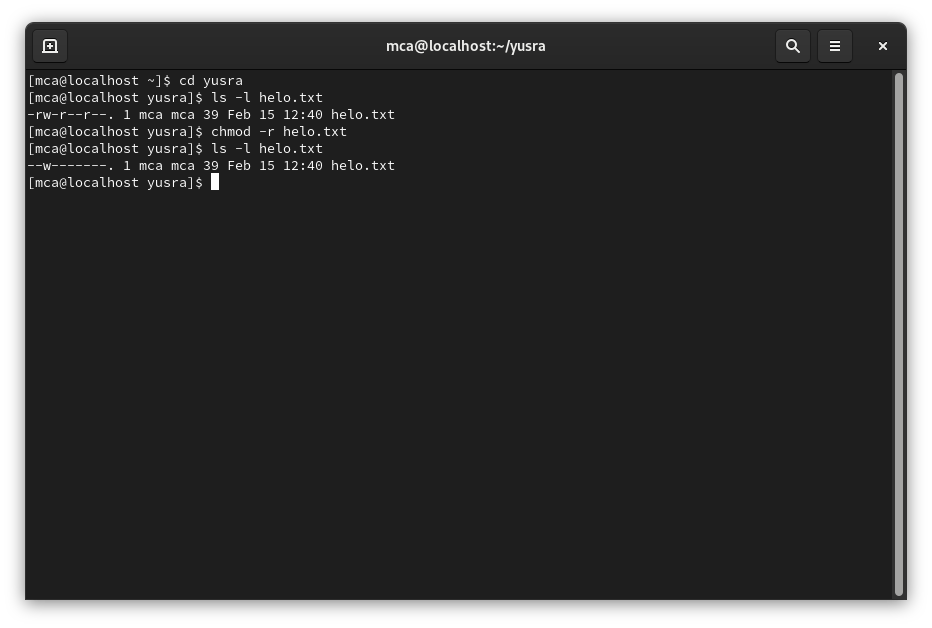 mca@localhost:~/yusra
[mca@localhost ~]$ cd yusra
[mca@localhost yusra]$ ls -l helo.txt
-rw-r--r--. 1 mca mca 39 Feb 15 12:40 helo.txt
[mca@localhost yusra]$ chmod -r helo.txt
[mca@localhost yusra]$ ls -l helo.txt
--w-------. 1 mca mca 39 Feb 15 12:40 helo.txt
[mca@localhost yusra]$